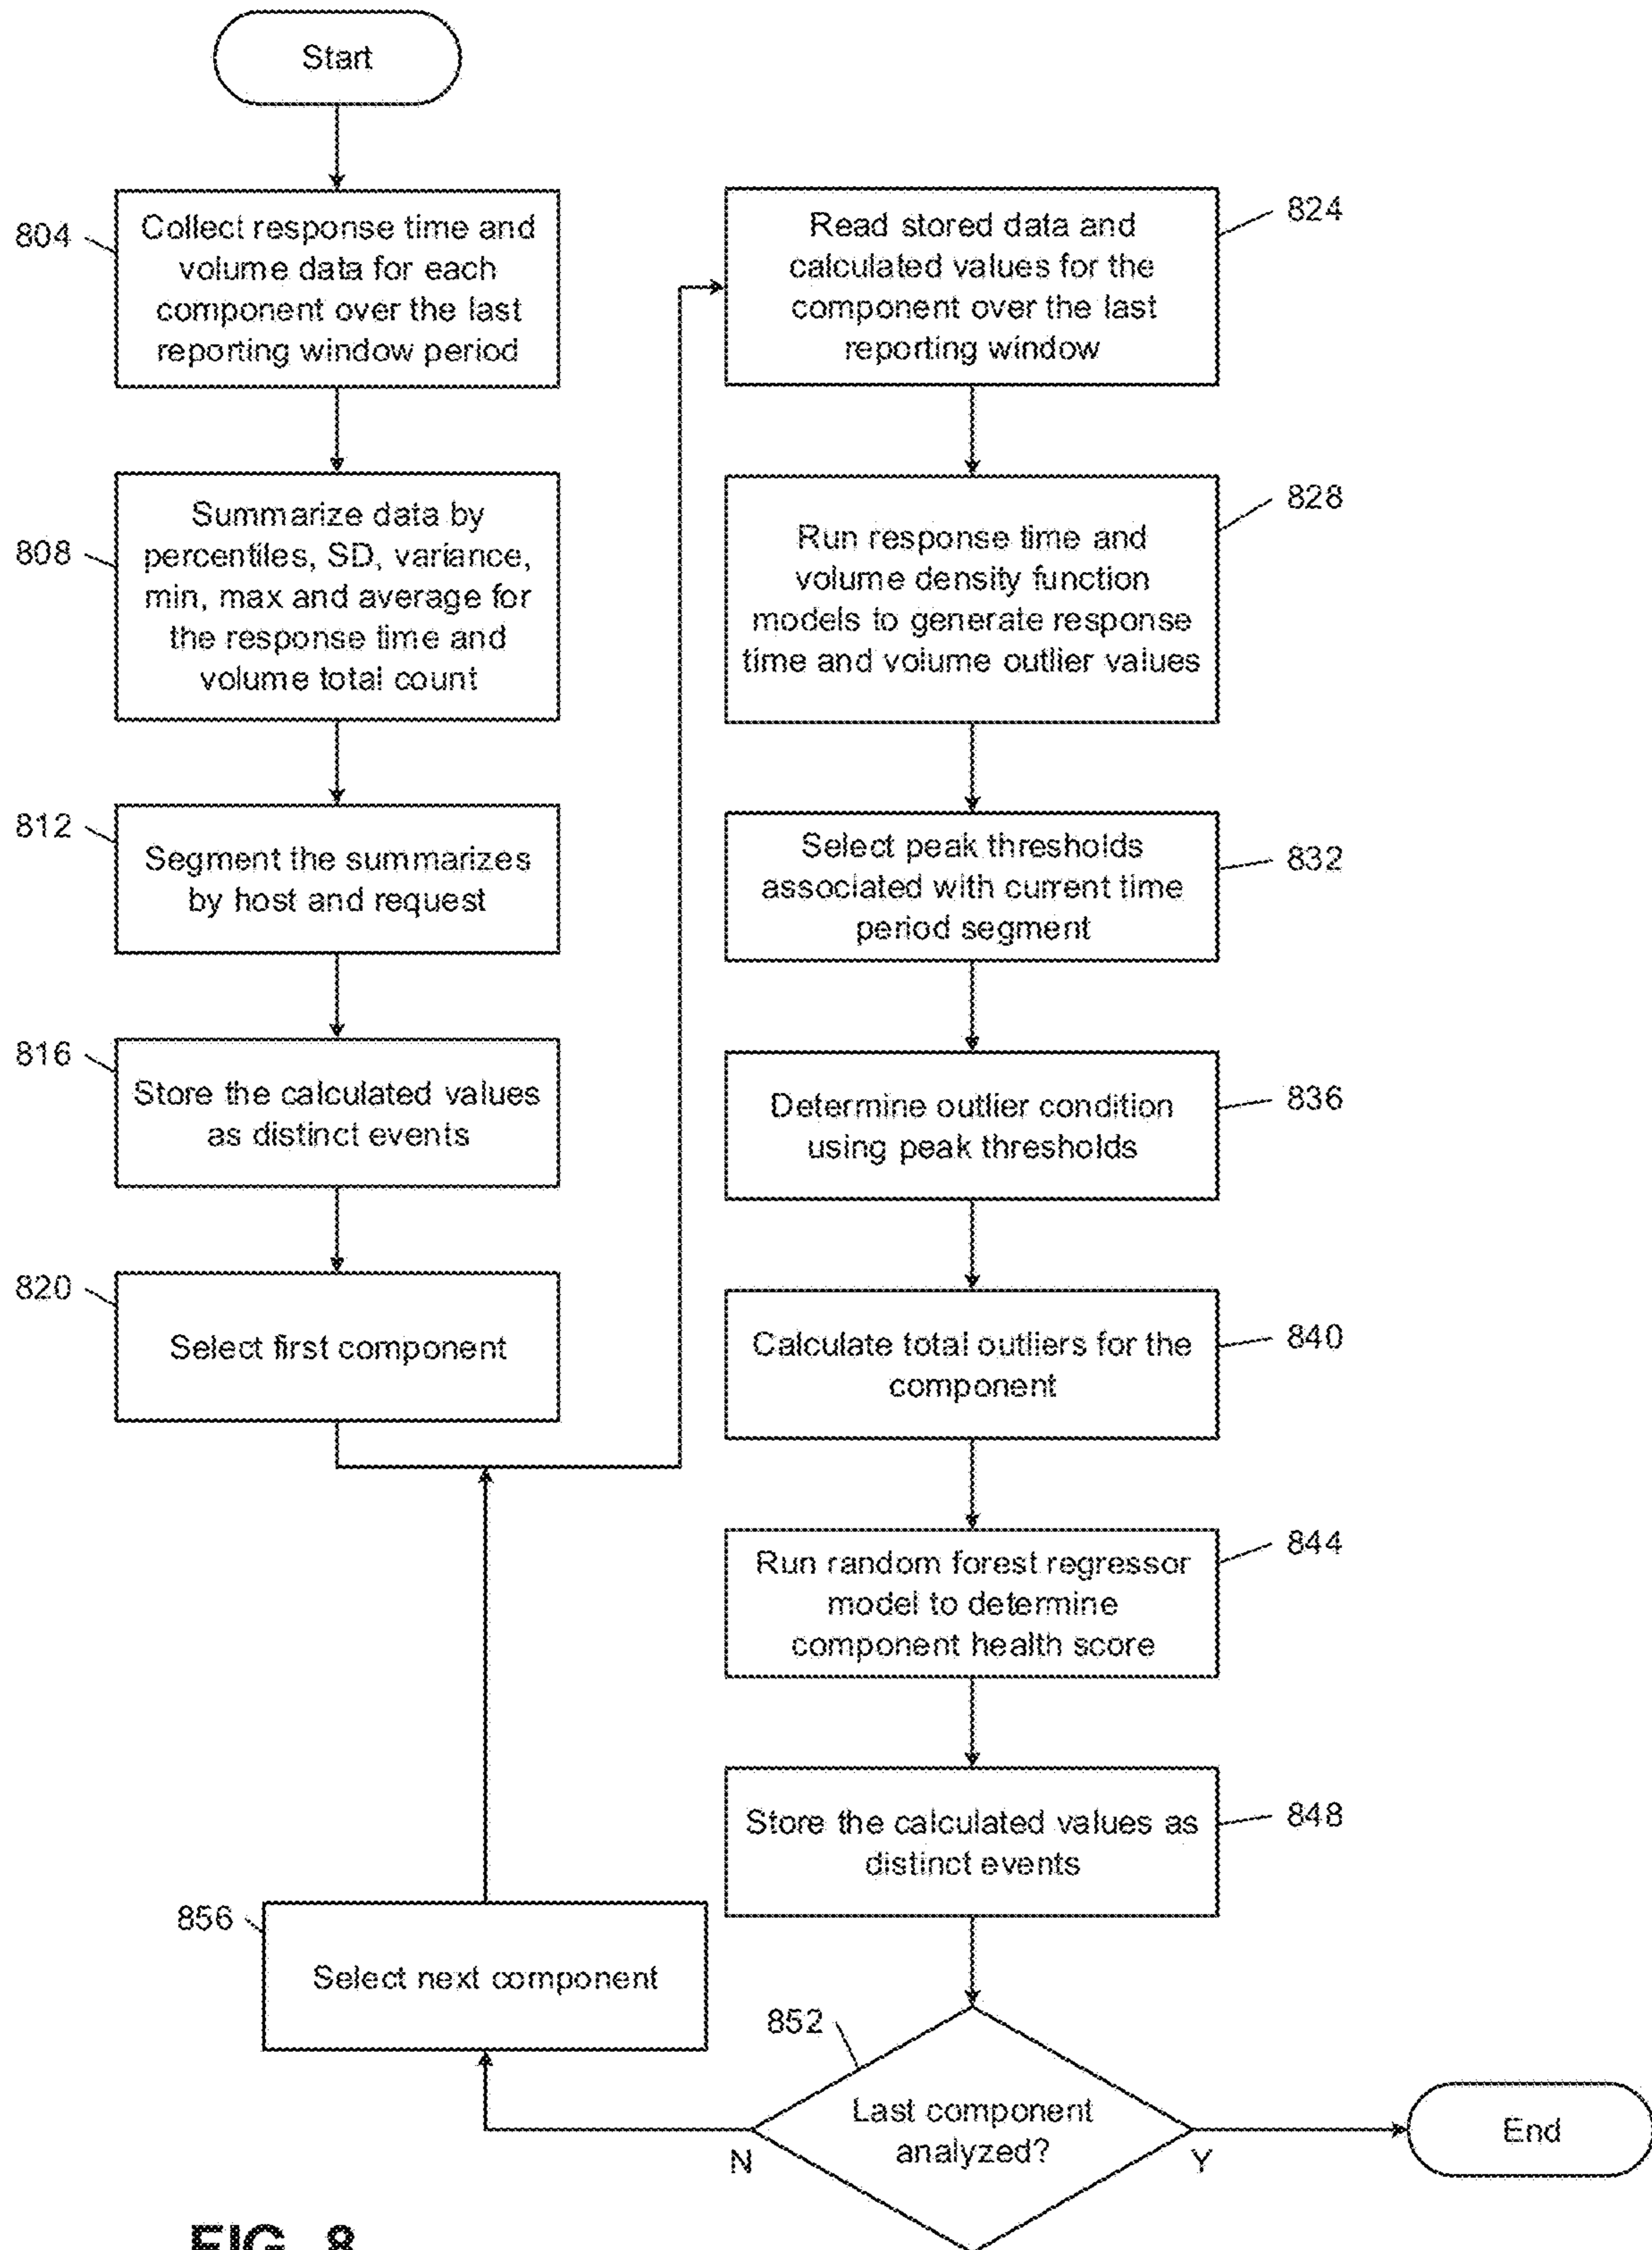 Start
804
Collect response time and
volume data for each
component over the last
reporting window period
808
Summarize data by
percentiles, SD, variance,
min, max and average for
the response time and
volume total count
812
Segment the summarizes
by host and request
816
Store the calculated values
as distinct events
820
Select first component
824
Read stored data and
calculated values for the
component over the last
reporting window
828
Run response time and
volume density function
models to generate response
time and volume outlier values
832
Select peak thresholds
associated with current time
period segment
836
Determine outlier condition
using peak thresholds
840
Calculate total outliers for the
component
844
Run random forest regressor
model to determine
component health score
848
Store the calculated values as
distinct events
852
Last component
analyzed?
N
Y
856
Select next component
End
FIG. 8